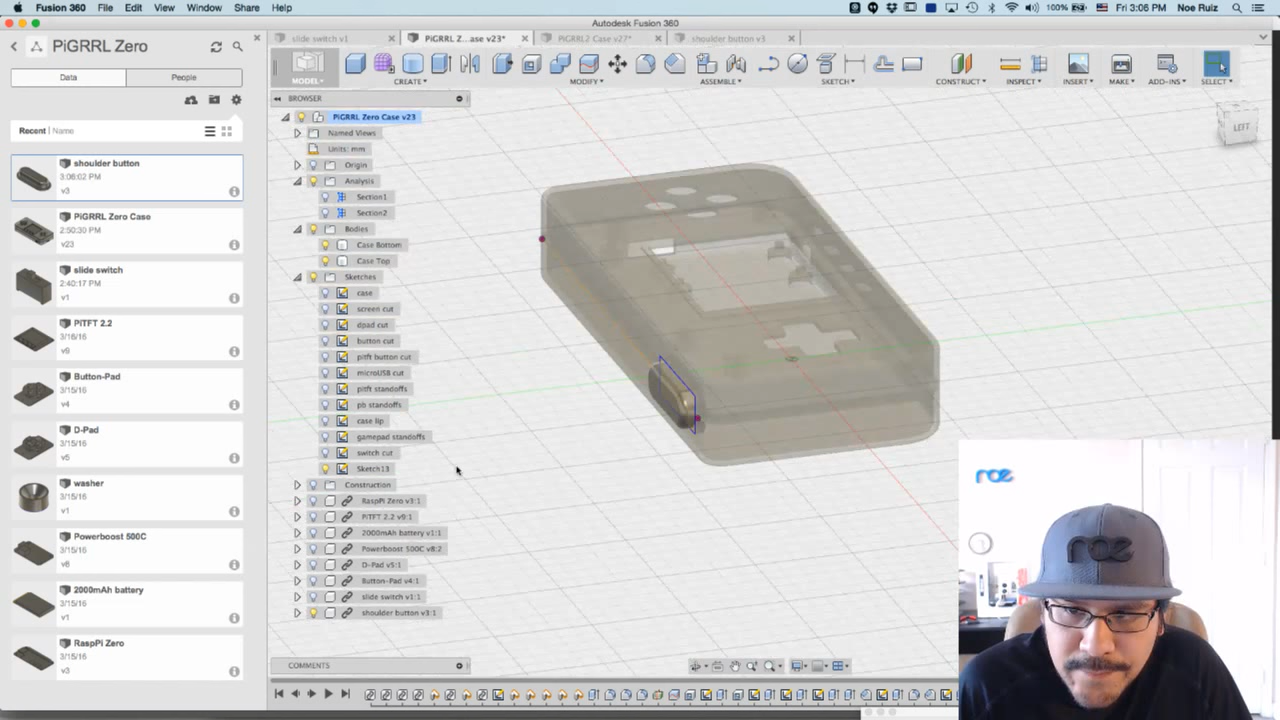 Fusion 360 File Edit View Window Share Help 100% Fri 3:06 PM Noe Ruiz
Autodesk Fusion 360
PiGRRL Zero
slide switch v1 PiGRRL Z...ase v23* PiGRRL2 Case v27* shoulder button v3
Data People
MODEL CREATE MODIFY ASSEMBLE SKETCH CONSTRUCT INSPECT INSERT MAKE ADD-INS SELECT
Recent | Name
shoulder button
3:06:02 PM
v3
PiGRRL Zero Case
2:50:30 PM
v23
slide switch
2:40:17 PM
v1
PiTFT 2.2
3/16/16
v9
Button-Pad
3/15/16
v4
D-Pad
3/15/16
v5
washer
3/15/16
v1
Powerboost 500C
3/15/16
v8
2000mAh battery
3/15/16
v1
RaspPi Zero
3/15/16
v3
BROWSER
PiGRRL Zero Case v23
Named Views
Units: mm
Origin
Analysis
Section1
Section2
Bodies
Case Bottom
Case Top
Sketches
case
screen cut
dpad cut
button cut
pitft button cut
microUSB cut
pitft standoffs
pb standoffs
case lip
gamepad standoffs
switch cut
Sketch13
Construction
RaspPi Zero v3:1
PiTFT 2.2 v9:1
2000mAh battery v1:1
Powerboost 500C v8:2
D-Pad v5:1
Button-Pad v4:1
slide switch v1:1
shoulder button v3:1
COMMENTS
LEFT
noe
noe